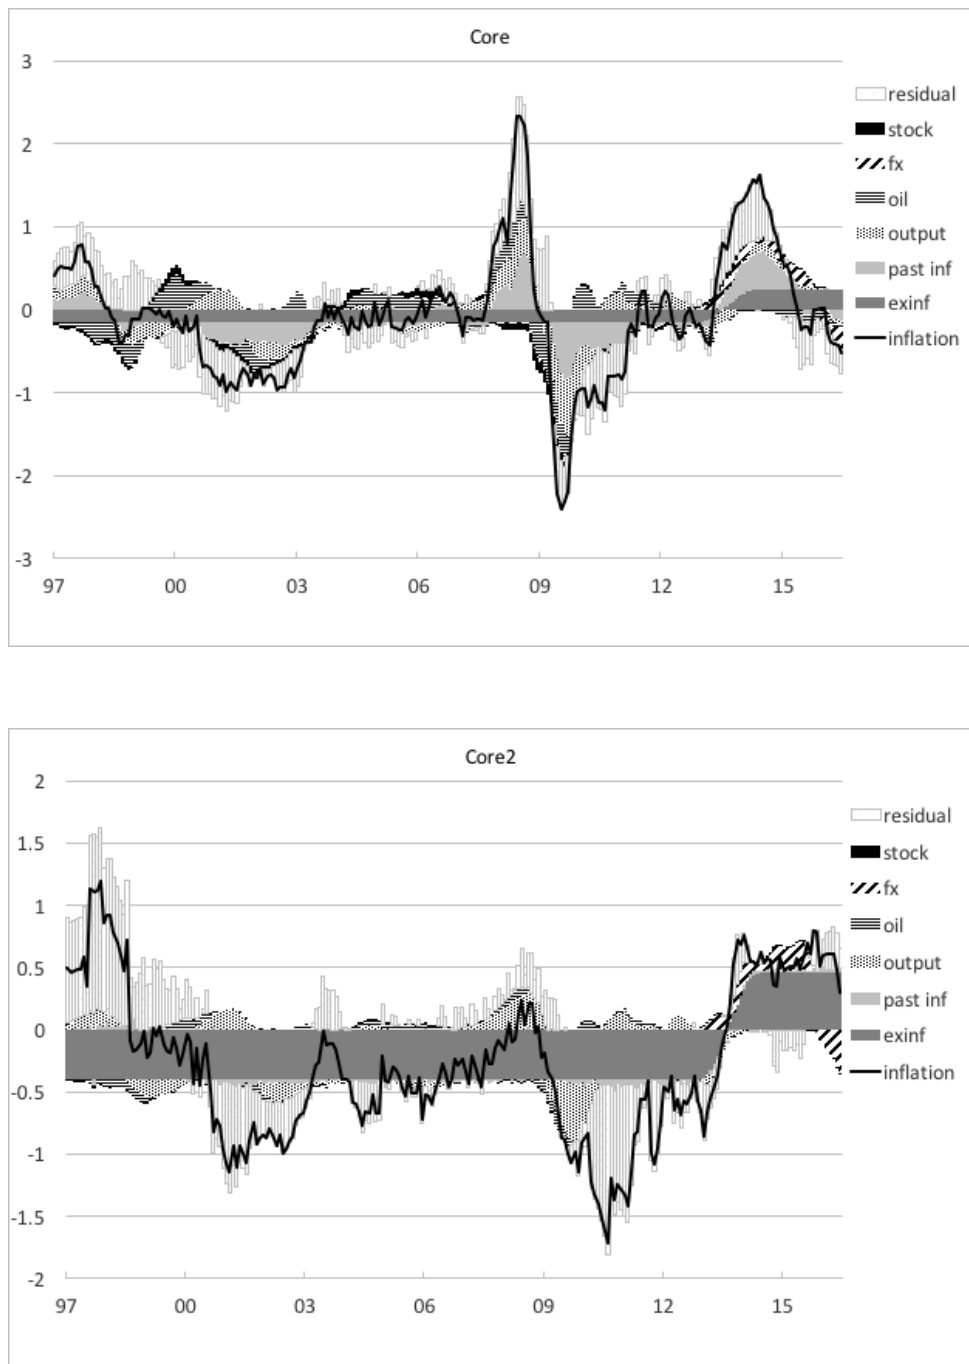 Core
3
2
1
0
-1
-2
-3
97 00 03 06 09 12 15
residual
stock
fx
oil
output
past inf
exinf
inflation
Core2
2
1.5
1
0.5
0
-0.5
-1
-1.5
-2
97 00 03 06 09 12 15
residual
stock
fx
oil
output
past inf
exinf
inflation